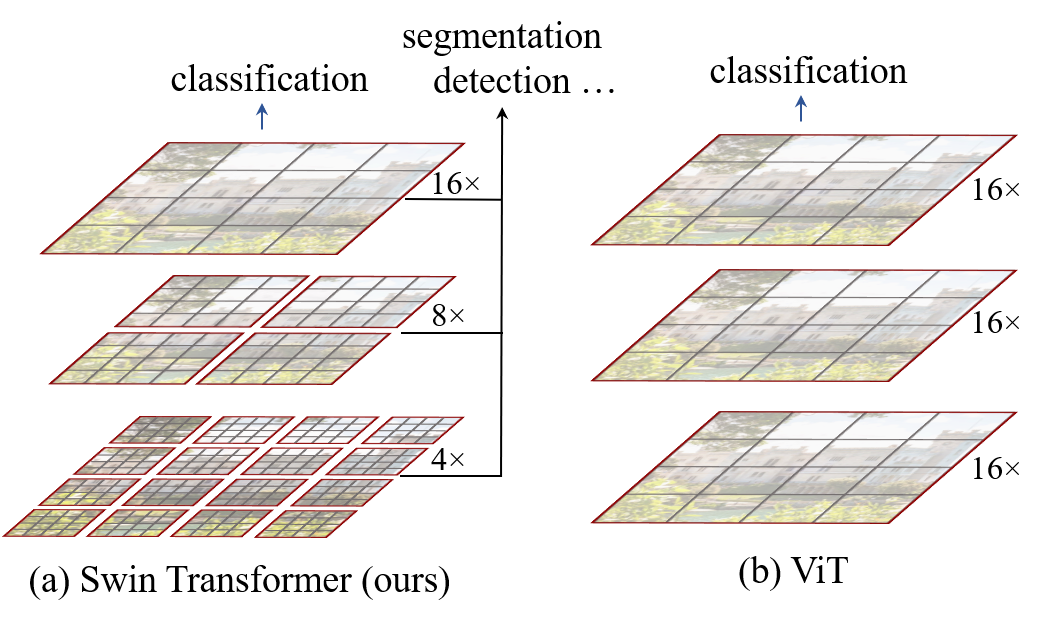 segmentation
detection …
classification
16×
8×
4×
(a) Swin Transformer (ours)
classification
16×
16×
16×
(b) ViT